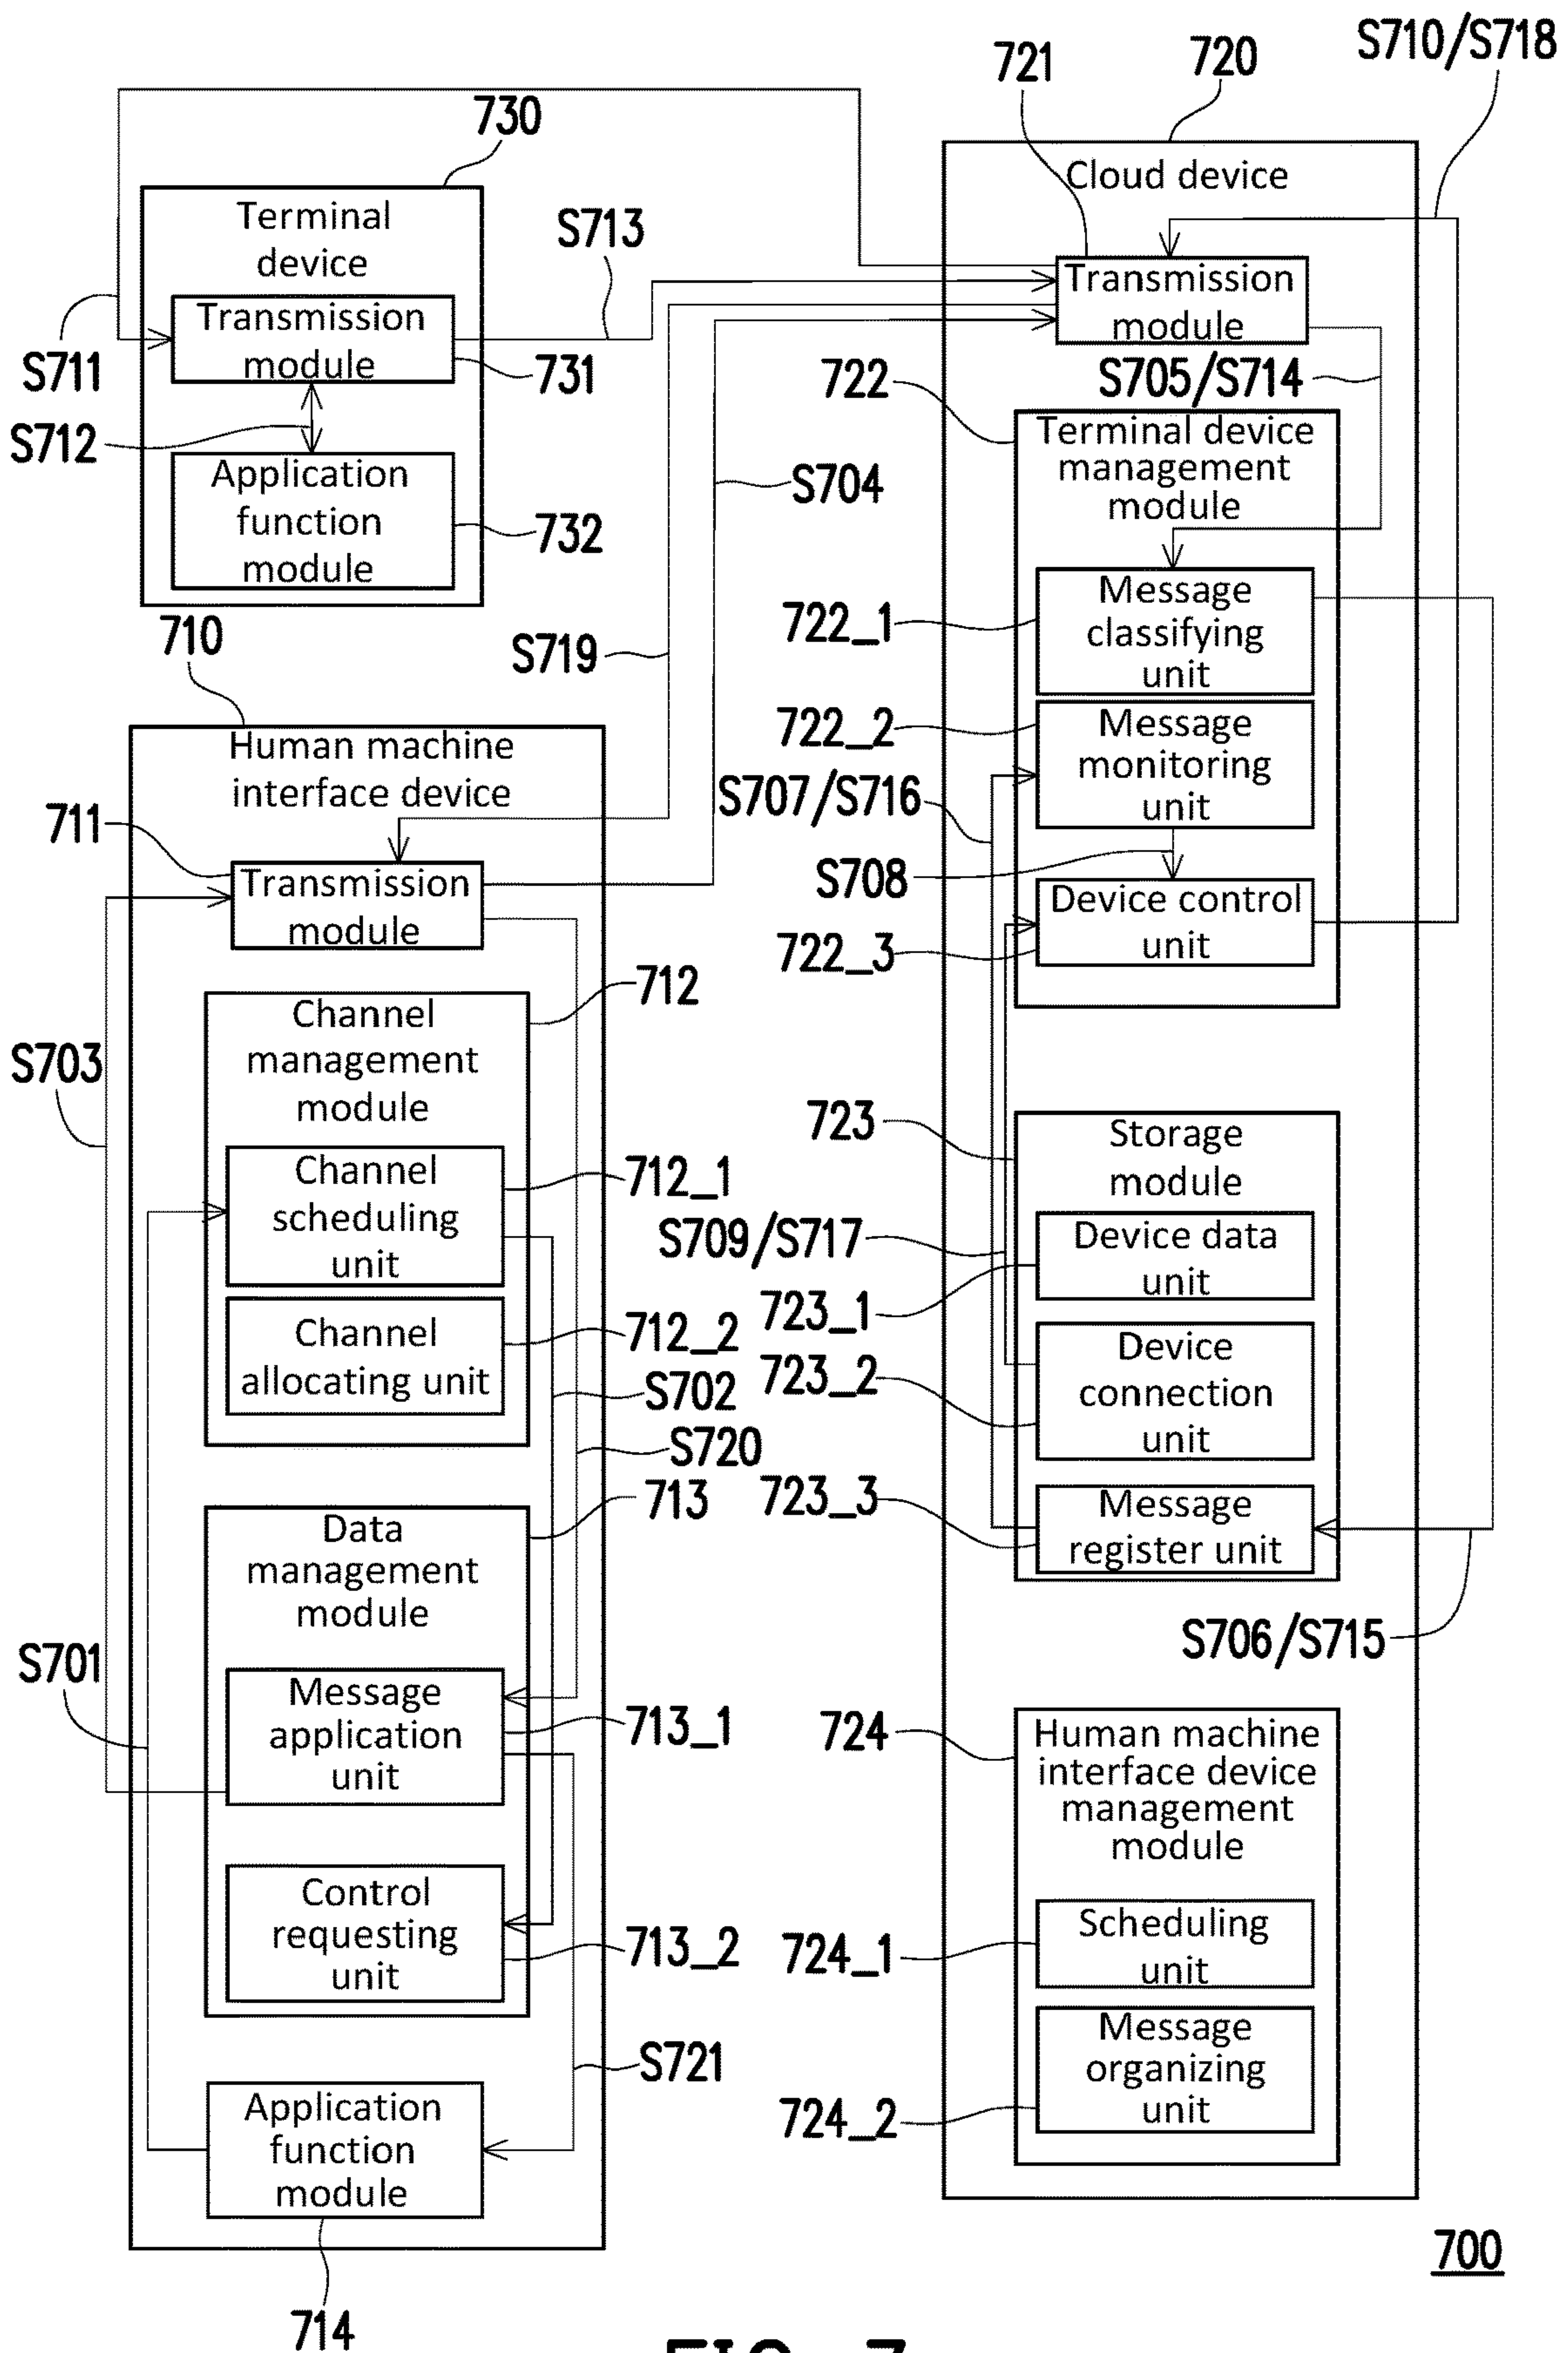 S710/S718
720
721
Cloud device
730
Terminal
device
S713
Transmission
module
731
S711
S712
Application
function
module
732
Transmission
module
S705/S714
722
Terminal device
management
module
S704
Message
classifying
unit
722_1
S719
Message
monitoring
unit
722_2
S707/S716
S708
Device control
unit
722_3
710
Human machine
interface device
711
Transmission
module
712
Channel
management
module
S703
Channel
scheduling
unit
712_1
Channel
allocating unit
712_2
S702
S720
713
Data
management
module
S701
Message
application
unit
713_1
Control
requesting
unit
713_2
S721
Application
function
module
714
723
Storage
module
S709/S717
Device data
unit
723_1
Device
connection
unit
723_2
Message
register unit
723_3
S706/S715
724
Human machine
interface device
management
module
Scheduling
unit
724_1
Message
organizing
unit
724_2
700
FIG. 7